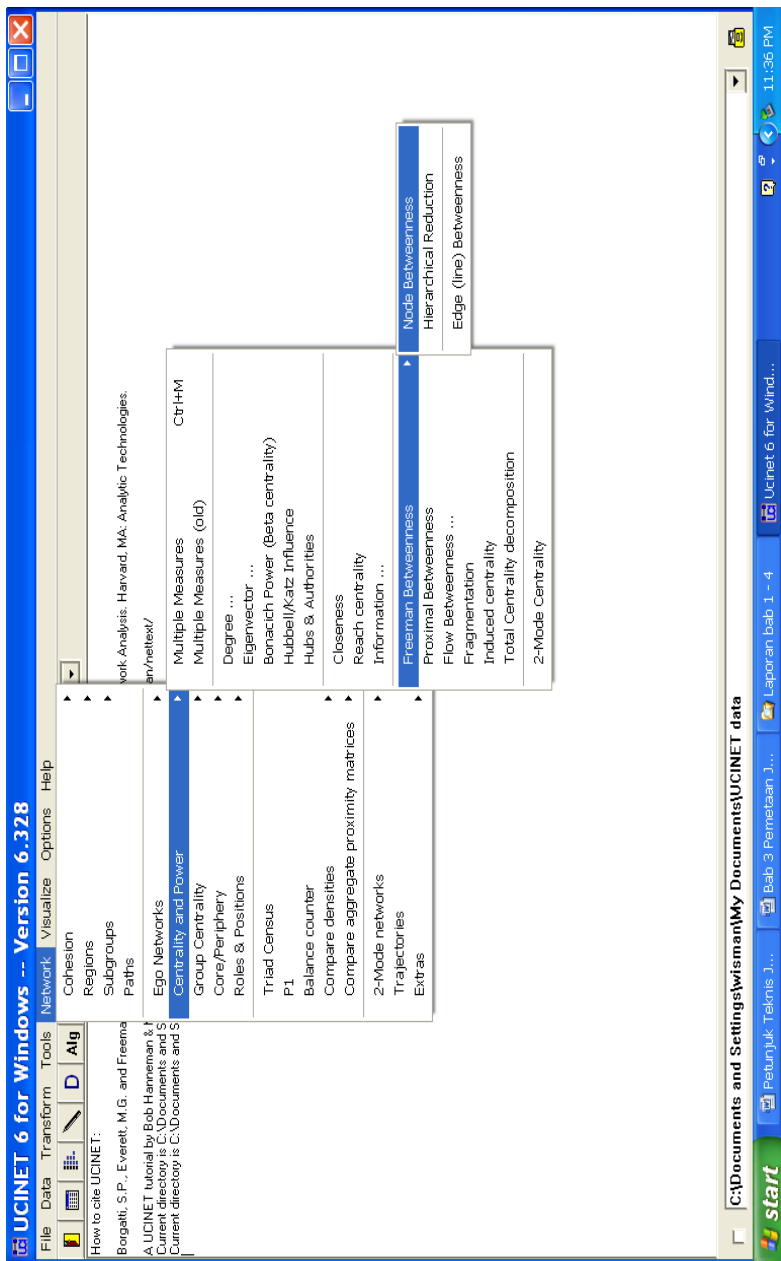 UCINET 6 for Windows -- Version 6.328
File Data Transform Tools Network Visualize Options Help
D Alg
How to cite UCINET:
Borgatti, S.P., Everett, M.G. and Freema
work Analysis. Harvard, MA: Analytic Technologies.
A UCINET tutorial by Bob Hanneman &
an/nettext/
Current directory is C:\Documents and S
Current directory is C:\Documents and S
Cohesion
Regions
Subgroups
Paths
Ego Networks
Centrality and Power
Group Centrality
Core/Periphery
Roles & Positions
Triad Census
P1
Balance counter
Compare densities
Compare aggregate proximity matrices
2-Mode networks
Trajectories
Extras
Multiple Measures Ctrl+M
Multiple Measures (old)
Degree ...
Eigenvector ...
Bonacich Power (Beta centrality)
Hubbell/Katz Influence
Hubs & Authorities
Closeness
Reach centrality
Information ...
Freeman Betweenness
Proximal Betweenness
Flow Betweenness ...
Fragmentation
Induced centrality
Total Centrality decomposition
2-Mode Centrality
Node Betweenness
Hierarchical Reduction
Edge (line) Betweenness
C:\Documents and Settings\wisman\My Documents\UCINET data
start
Petunjuk Teknis J...
Bab 3 Pemetaan J...
Laporan bab 1 - 4
Ucinet 6 for Wind...
11:36 PM